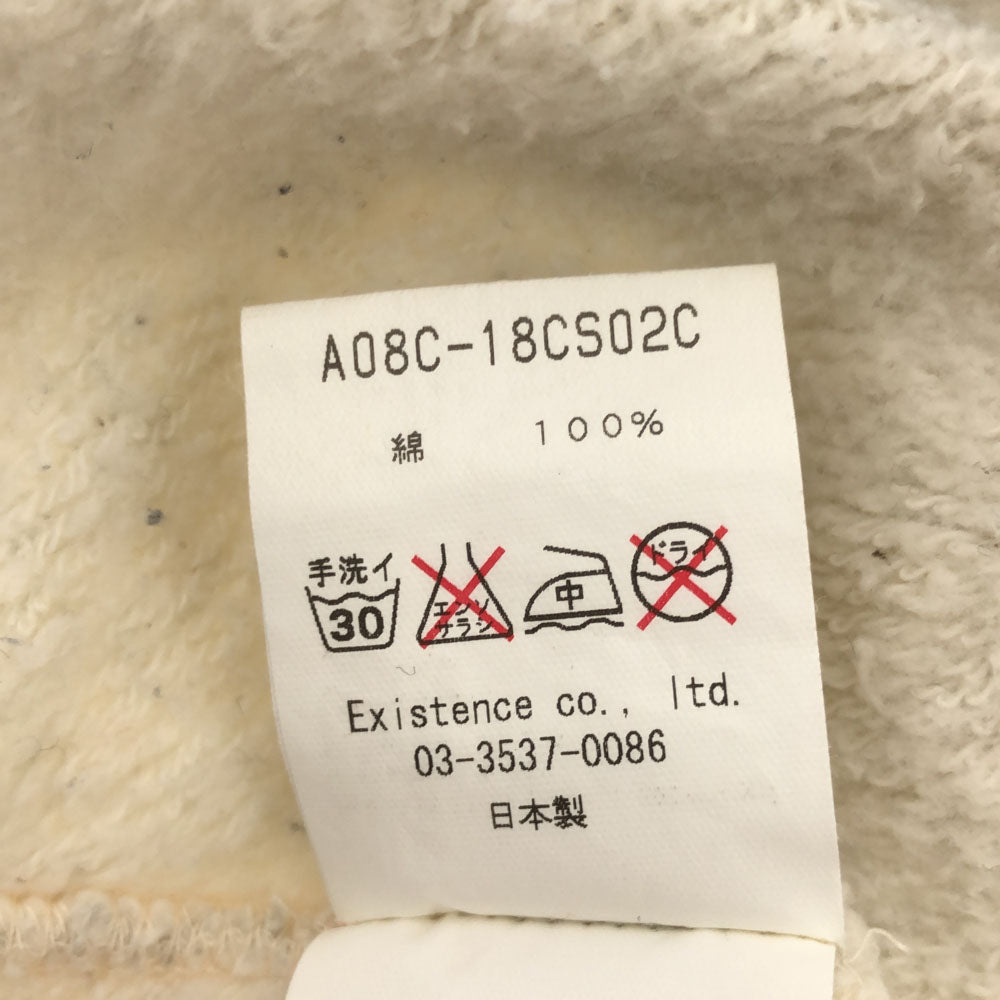 A08C-18CS02C
綿 １００％
手洗イ
30
エンソ
サラシ
中
ドライ
Existence co., ltd.
03-3537-0086
日本製